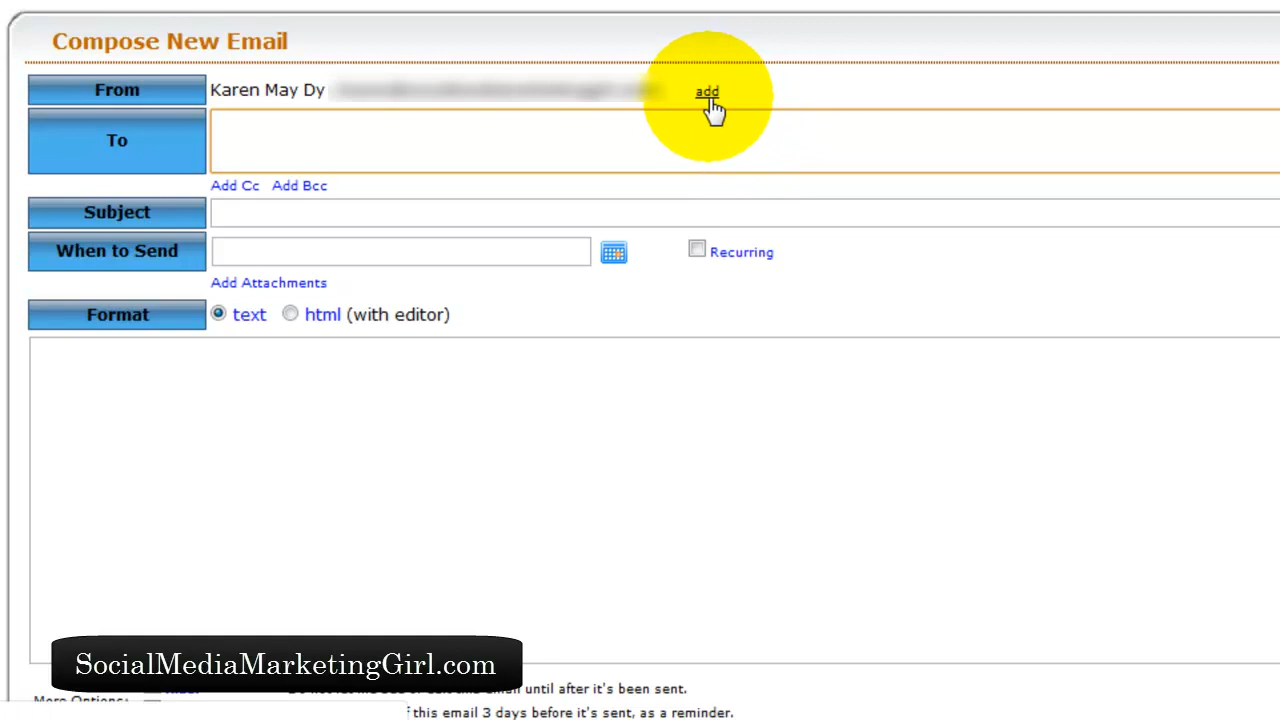 Compose New Email
From Karen May Dy add
To
Add Cc Add Bcc
Subject
When to Send Recurring
Add Attachments
Format text html (with editor)
SocialMediaMarketingGirl.com
until after it's been sent.
More Options:
f this email 3 days before it's sent, as a reminder.